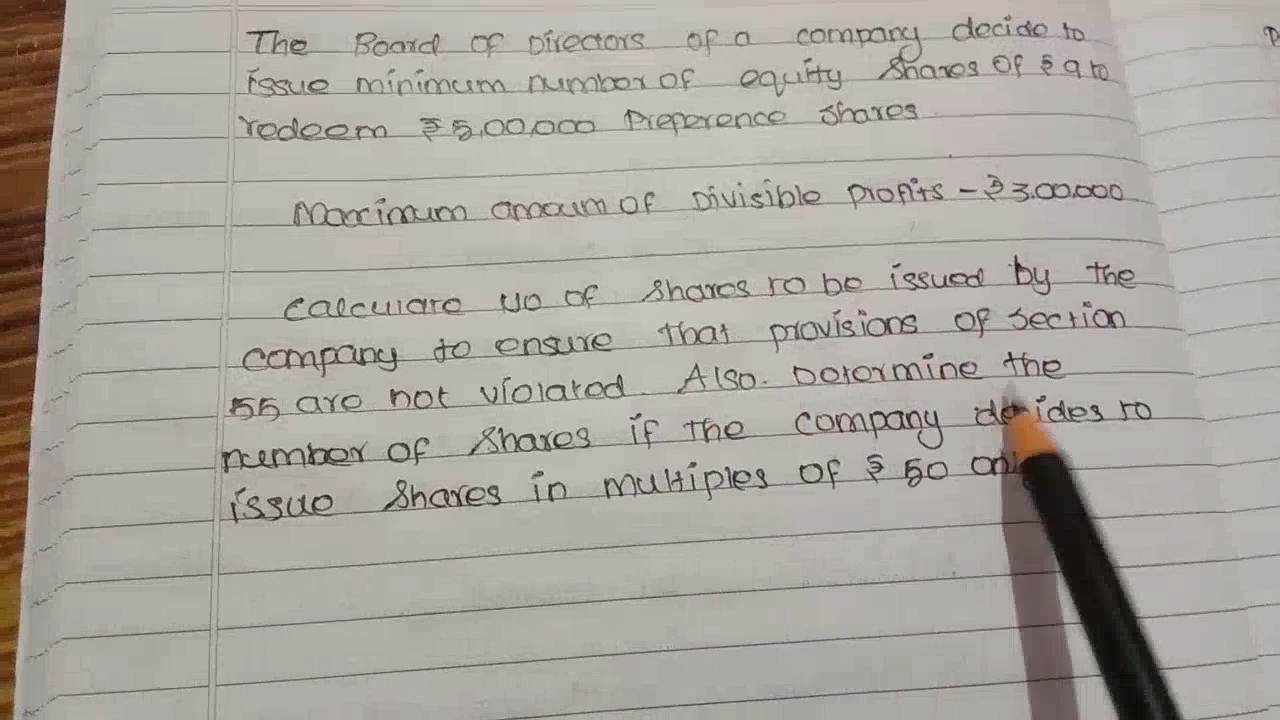 The Board of Directors of a company decide to
issue minimum number of equity shares of ₹ 9 to
redeem ₹ 5,00,000 Preference shares.
Maximum amount of Divisible Profits - ₹ 3,00,000
Calculate No of shares to be issued by the
company to ensure that provisions of section
55 are not violated. Also. Determine the
number of shares if the company decides to
issue shares in multiples of ₹ 50